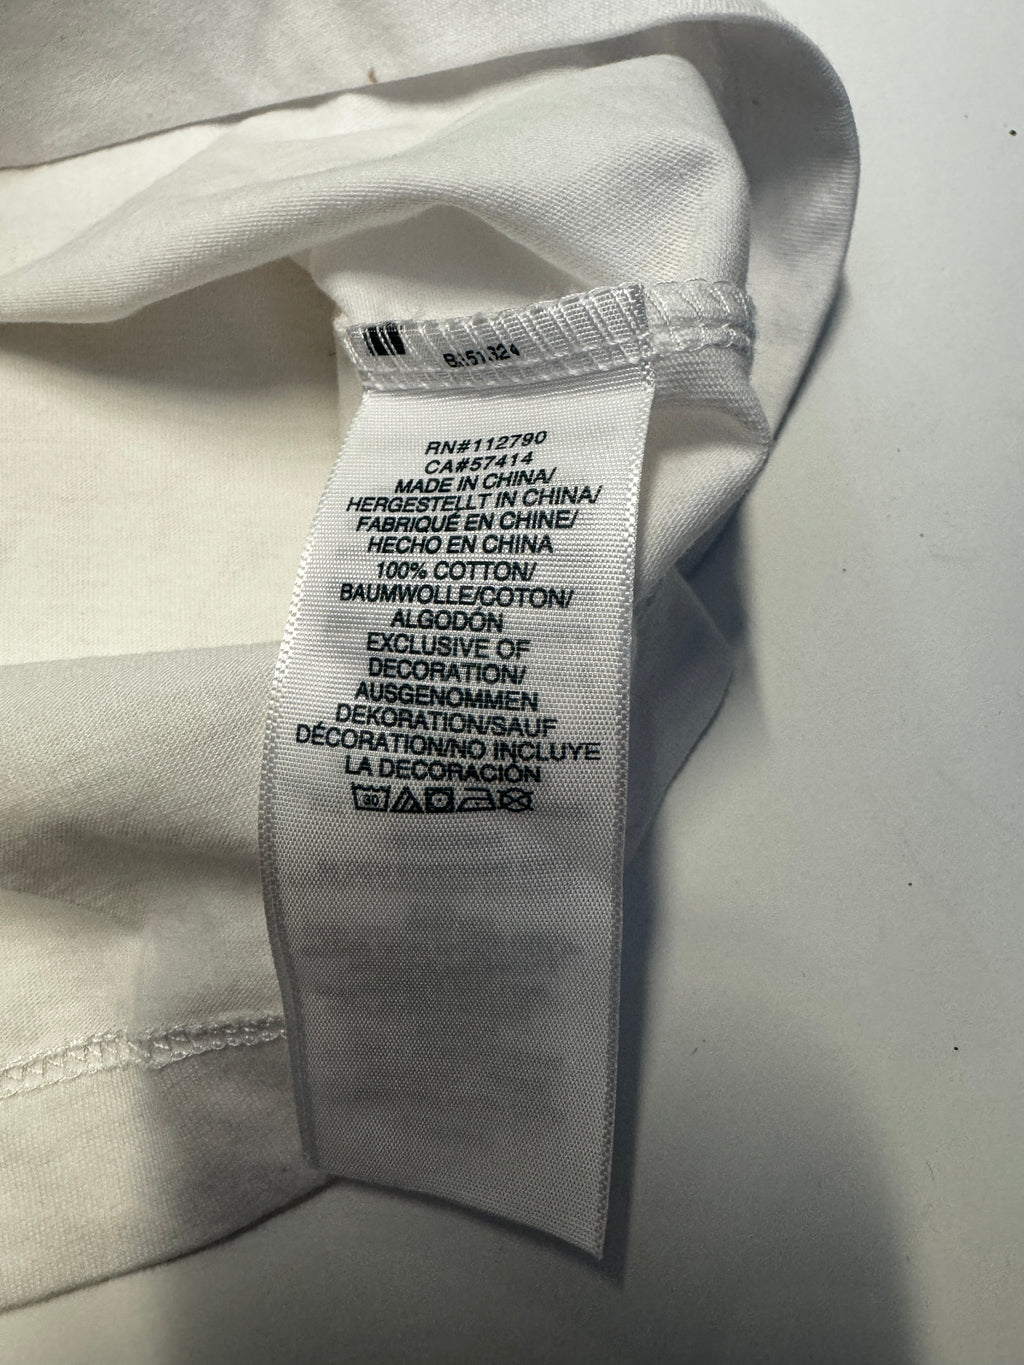 RN#112790
CA#57414
MADE IN CHINA/
HERGESTELLT IN CHINA/
FABRIQUÉ EN CHINE/
HECHO EN CHINA
100% COTTON/
BAUMWOLLE/COTON/
ALGODÓN
EXCLUSIVE OF
DECORATION/
AUSGENOMMEN
DEKORATION/SAUF
DÉCORATION/NO INCLUYE
LA DECORACIÓN
30